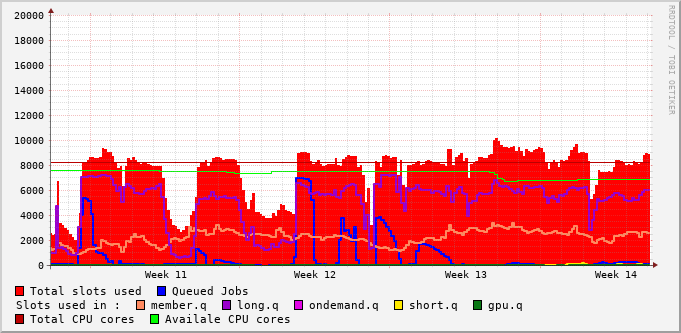 RRDTOOL / TOBI OETIKER
20000
18000
16000
14000
12000
10000
8000
6000
4000
2000
0
Week 11 Week 12 Week 13 Week 14
Total slots used Queued Jobs
Slots used in : member.q long.q ondemand.q short.q gpu.q
Total CPU cores Availale CPU cores